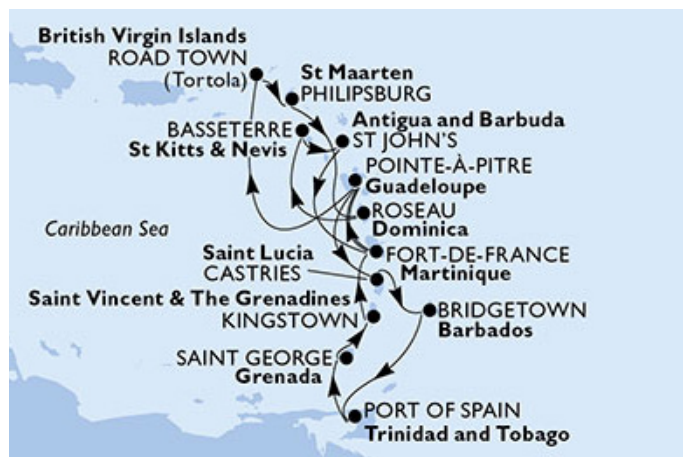 British Virgin Islands
ROAD TOWN
(Tortola)
St Maarten
PHILIPSBURG
Antigua and Barbuda
ST JOHN'S
BASSETERRE
St Kitts & Nevis
POINTE-À-PITRE
Guadeloupe
ROSEAU
Dominica
Caribbean Sea
FORT-DE-FRANCE
Martinique
Saint Lucia
CASTRIES
Saint Vincent & The Grenadines
KINGSTOWN
BRIDGETOWN
Barbados
SAINT GEORGE
Grenada
PORT OF SPAIN
Trinidad and Tobago